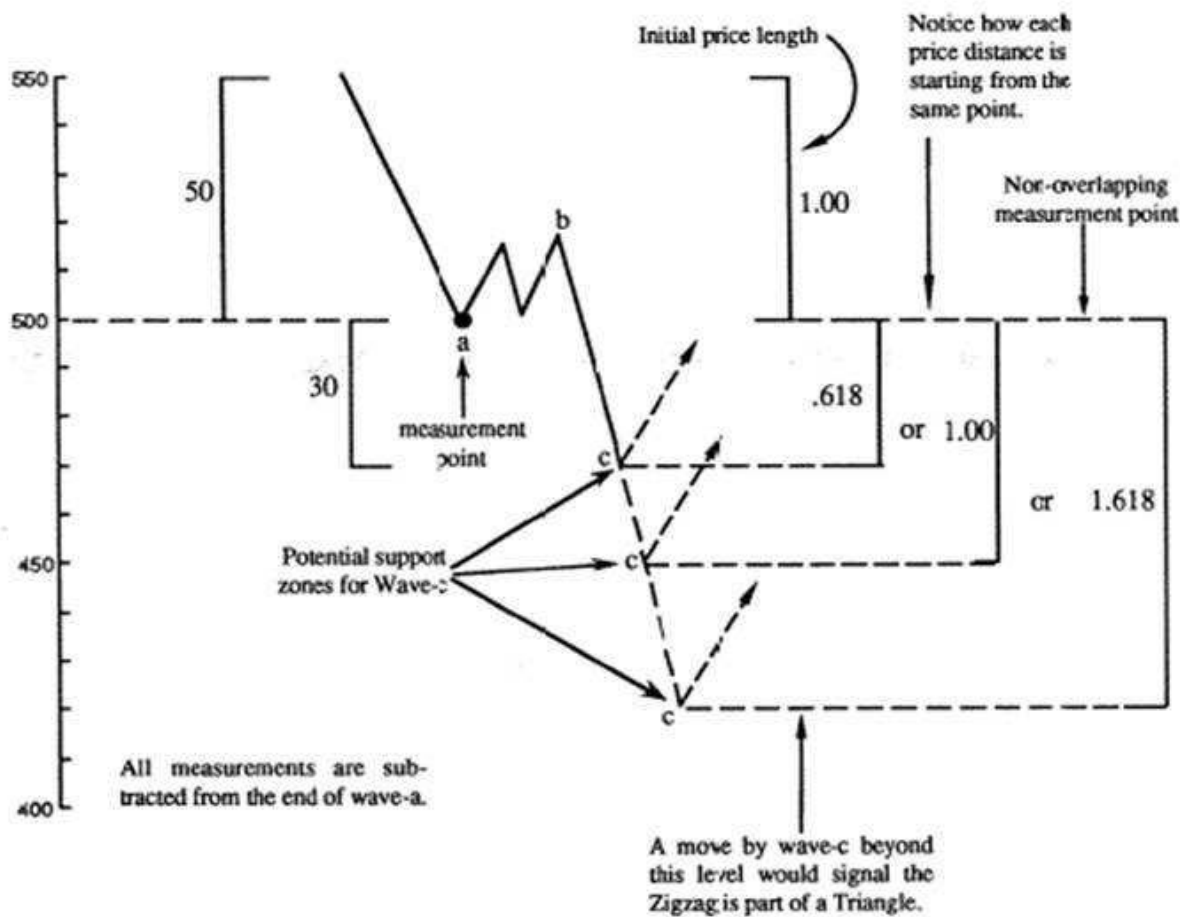 Initial price length
Notice how each
price distance is
starting from the
same point.
Non-overlapping
measurement point
550
50
1.00
b
500
a
30
.618
measurement
point
or 1.00
c
or 1.618
Potential support
zones for Wave-c
450
c
c
All measurements are sub-
tracted from the end of wave-a.
400
A move by wave-c beyond
this level would signal the
Zigzag is part of a Triangle.